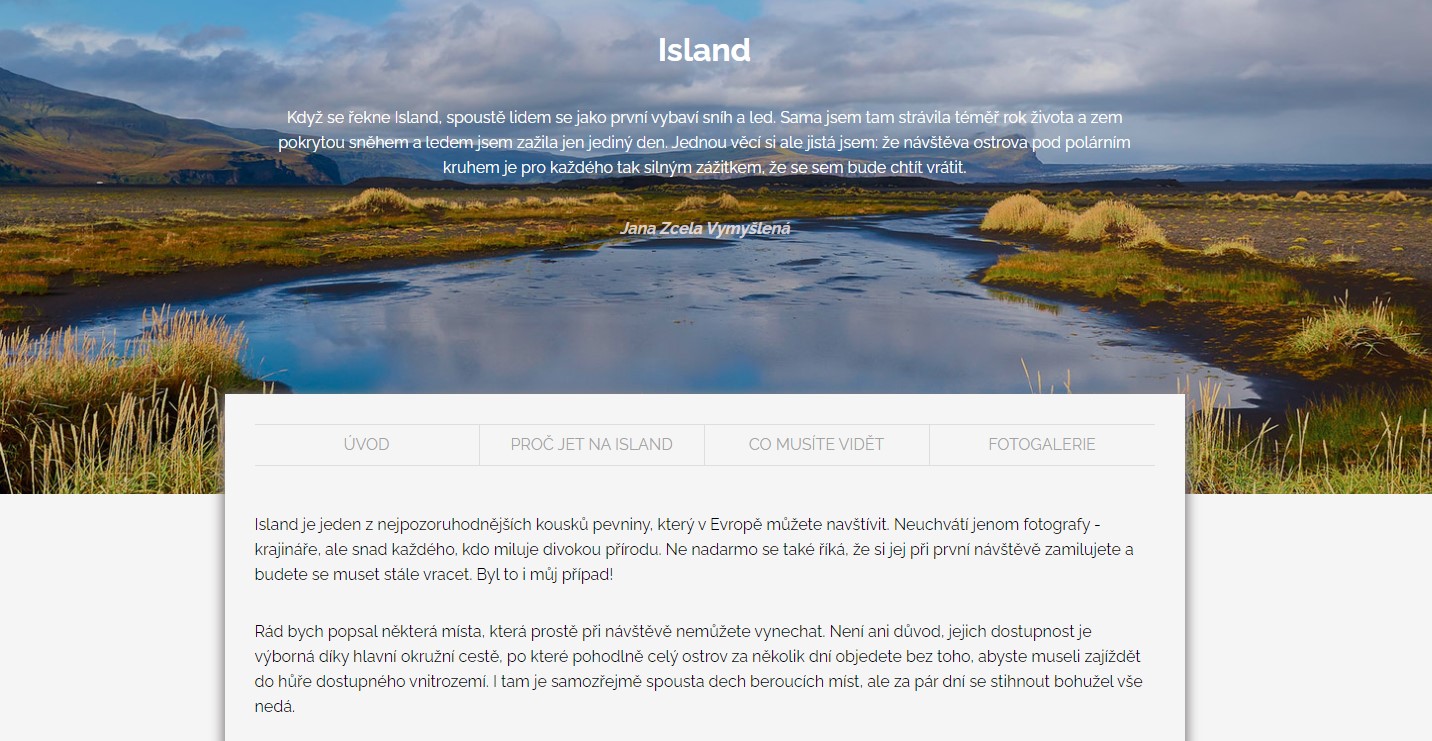 Island
Když se řekne Island, spoustě lidem se jako první vybaví sníh a led. Sama jsem tam strávila téměř rok života a zem
pokrytou sněhem a ledem jsem zažila jen jediný den. Jednou věcí si ale jistá jsem: že návštěva ostrova pod polárním
kruhem je pro každého tak silným zážitkem, že se sem bude chtít vrátit.
Jana Zcela Vymyšlená
ÚVOD PROČ JET NA ISLAND CO MUSÍTE VIDĚT FOTOGALERIE
Island je jeden z nejpozoruhodnějších kousků pevniny, který v Evropě můžete navštívit. Neuchvátí jenom fotografy -
krajináře, ale snad každého, kdo miluje divokou přírodu. Ne nadarmo se také říká, že si jej při první návštěvě zamilujete a
budete se muset stále vracet. Byl to i můj případ!
Rád bych popsal některá místa, která prostě při návštěvě nemůžete vynechat. Není ani důvod, jejich dostupnost je
výborná díky hlavní okružní cestě, po které pohodlně celý ostrov za několik dní objedete bez toho, abyste museli zajíždět
do hůře dostupného vnitrozemí. I tam je samozřejmě spousta dech beroucích míst, ale za pár dní se stihnout bohužel vše
nedá.